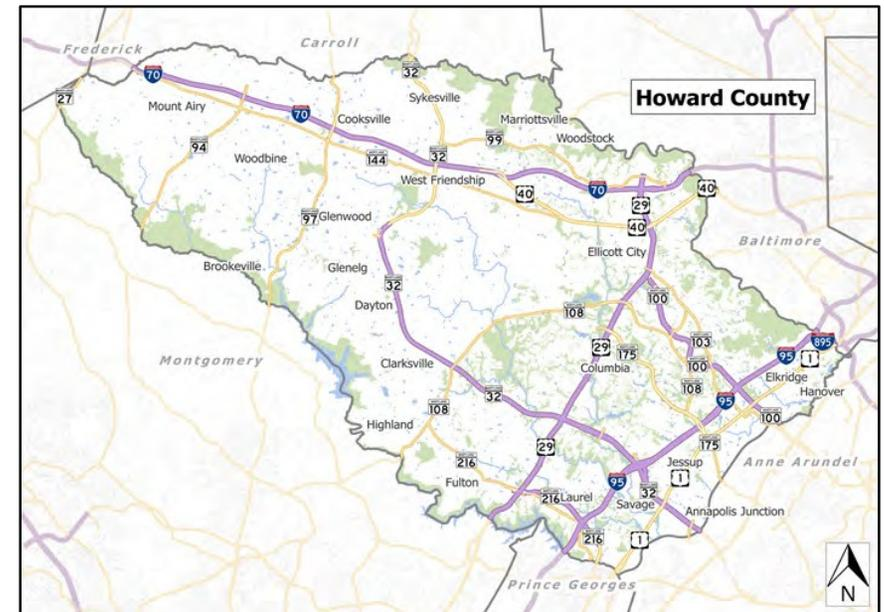 Frederick
Carroll
70
32
27
Mount Airy
70
Cooksville
Sykesville
Howard County
94
Marriottsville
99
Woodstock
Woodbine
144
32
West Friendship
40
70
40
29
97
Glenwood
40
Baltimore
Ellicott City
Brookeville
Glenelg
32
100
Dayton
108
29
175
103
895
95
1
Montgomery
Clarksville
Columbia
100
Elkridge
32
108
Hanover
108
95
100
Highland
29
175
216
Jessup
Anne Arundel
Fulton
95
1
216
Laurel
32
Savage
Annapolis Junction
216
1
Prince Georges
N